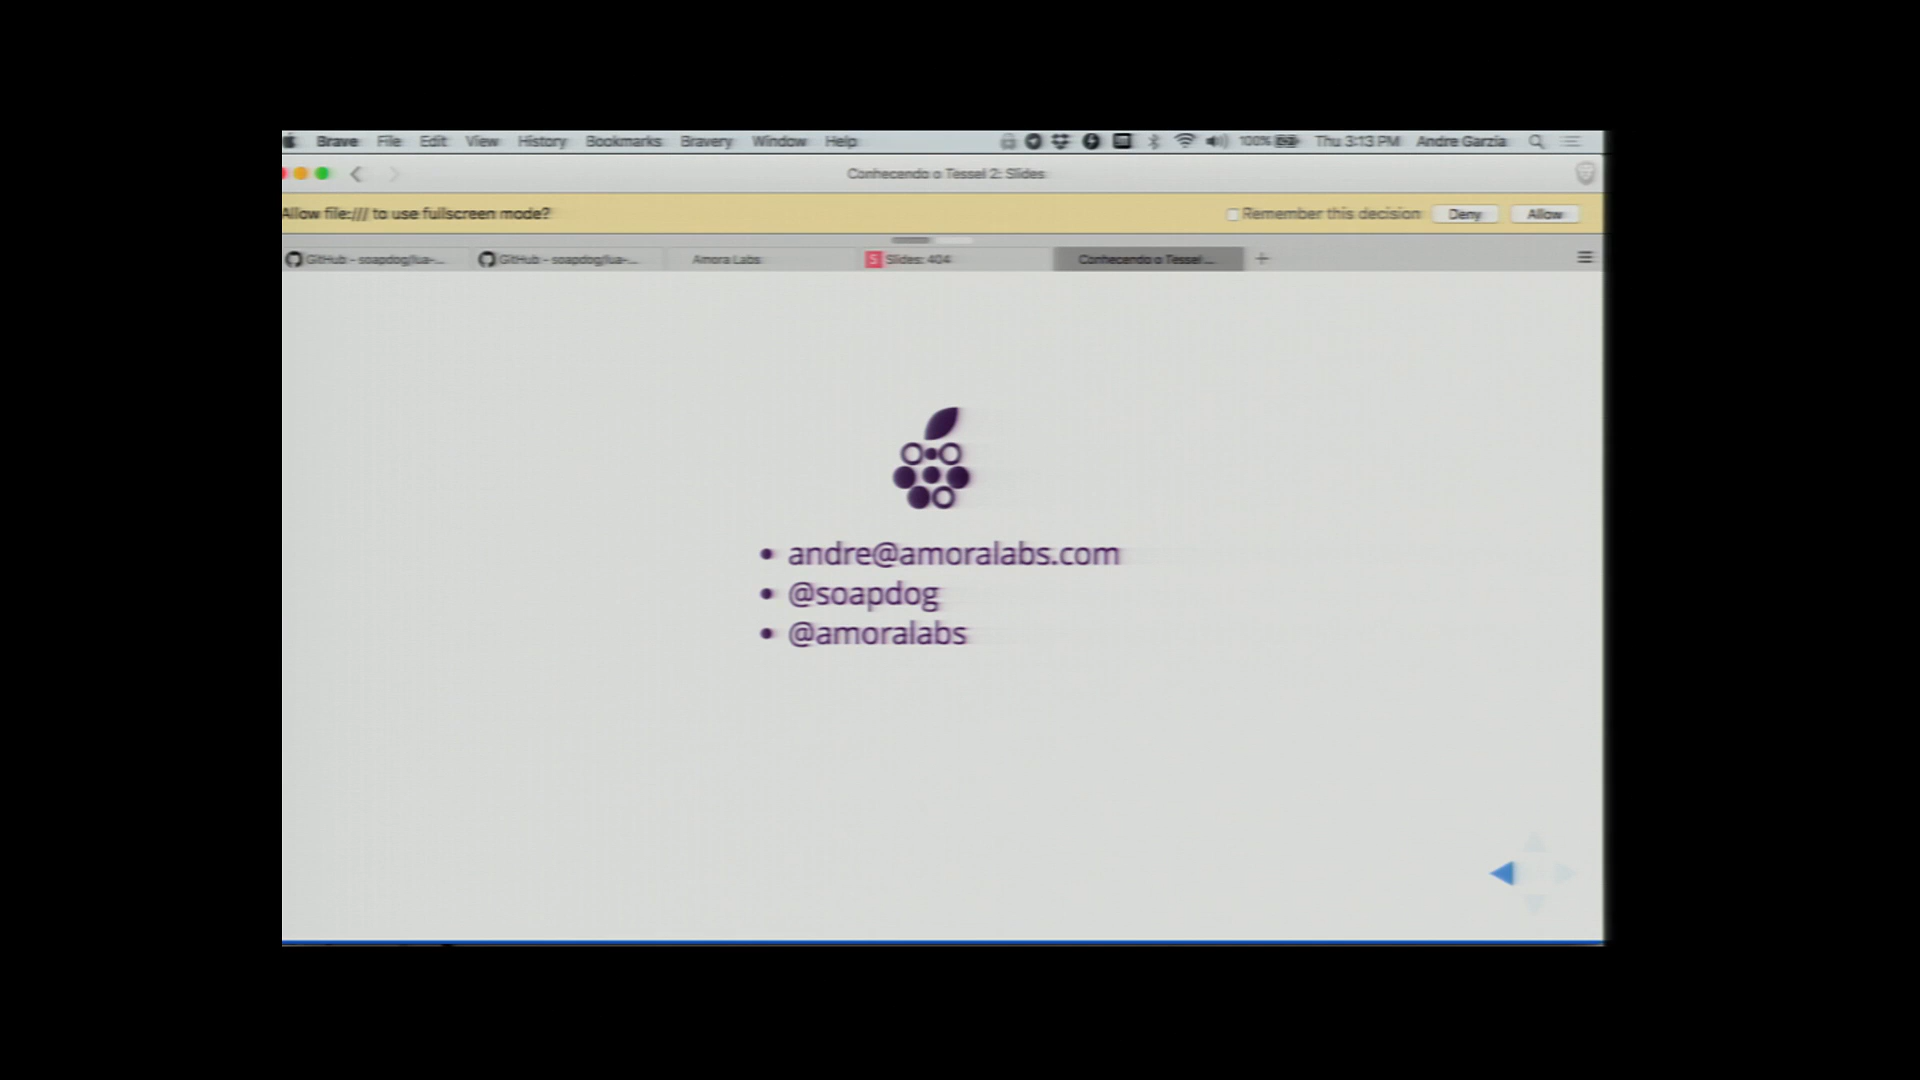 Brave File Edit View History Bookmarks Bravery Window Help 100% Thu 3:13 PM Andre Garzia
Conhecendo o Tessel 2: Slides
Allow file:/// to use fullscreen mode? Remember this decision Deny Allow
GitHub - soapdog/lua-... GitHub - soapdog/lua-... Amora Labs S Slides: 404 Conhecendo o Tessel ... +
• andre@amoralabs.com
• @soapdog
• @amoralabs